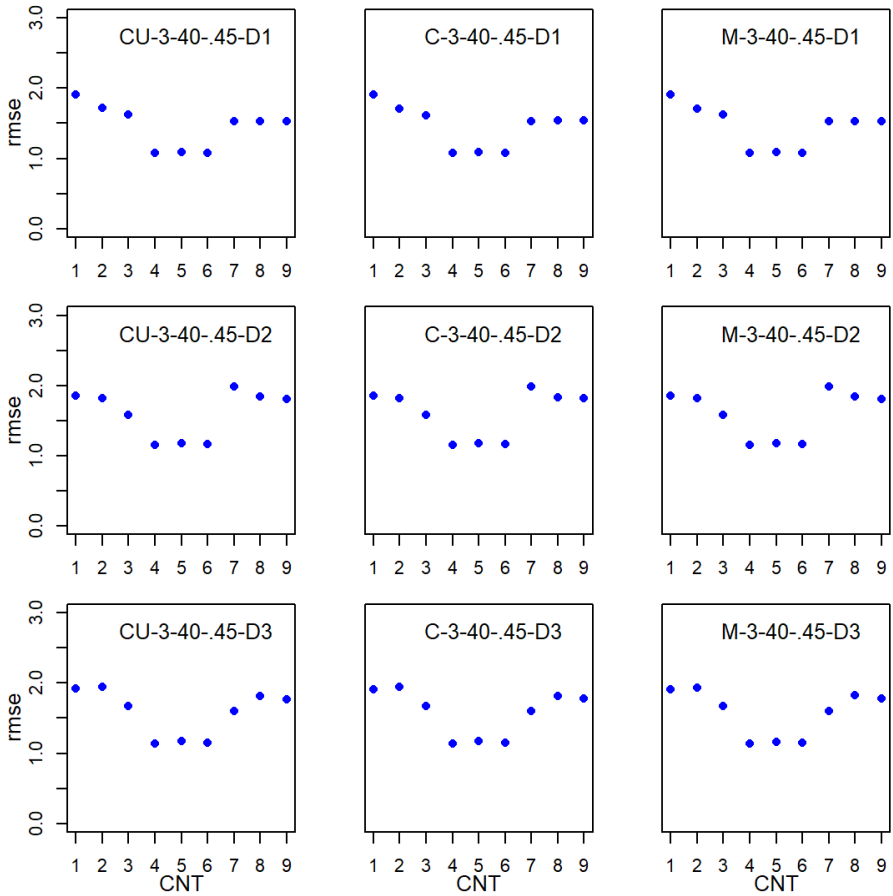 CU-3-40-.45-D1
C-3-40-.45-D1
M-3-40-.45-D1
rmse
3.0
2.0
1.0
0.0
1 2 3 4 5 6 7 8 9
1 2 3 4 5 6 7 8 9
1 2 3 4 5 6 7 8 9
CU-3-40-.45-D2
C-3-40-.45-D2
M-3-40-.45-D2
rmse
3.0
2.0
1.0
0.0
1 2 3 4 5 6 7 8 9
1 2 3 4 5 6 7 8 9
1 2 3 4 5 6 7 8 9
CU-3-40-.45-D3
C-3-40-.45-D3
M-3-40-.45-D3
rmse
3.0
2.0
1.0
0.0
1 2 3 4 5 6 7 8 9
1 2 3 4 5 6 7 8 9
1 2 3 4 5 6 7 8 9
CNT
CNT
CNT